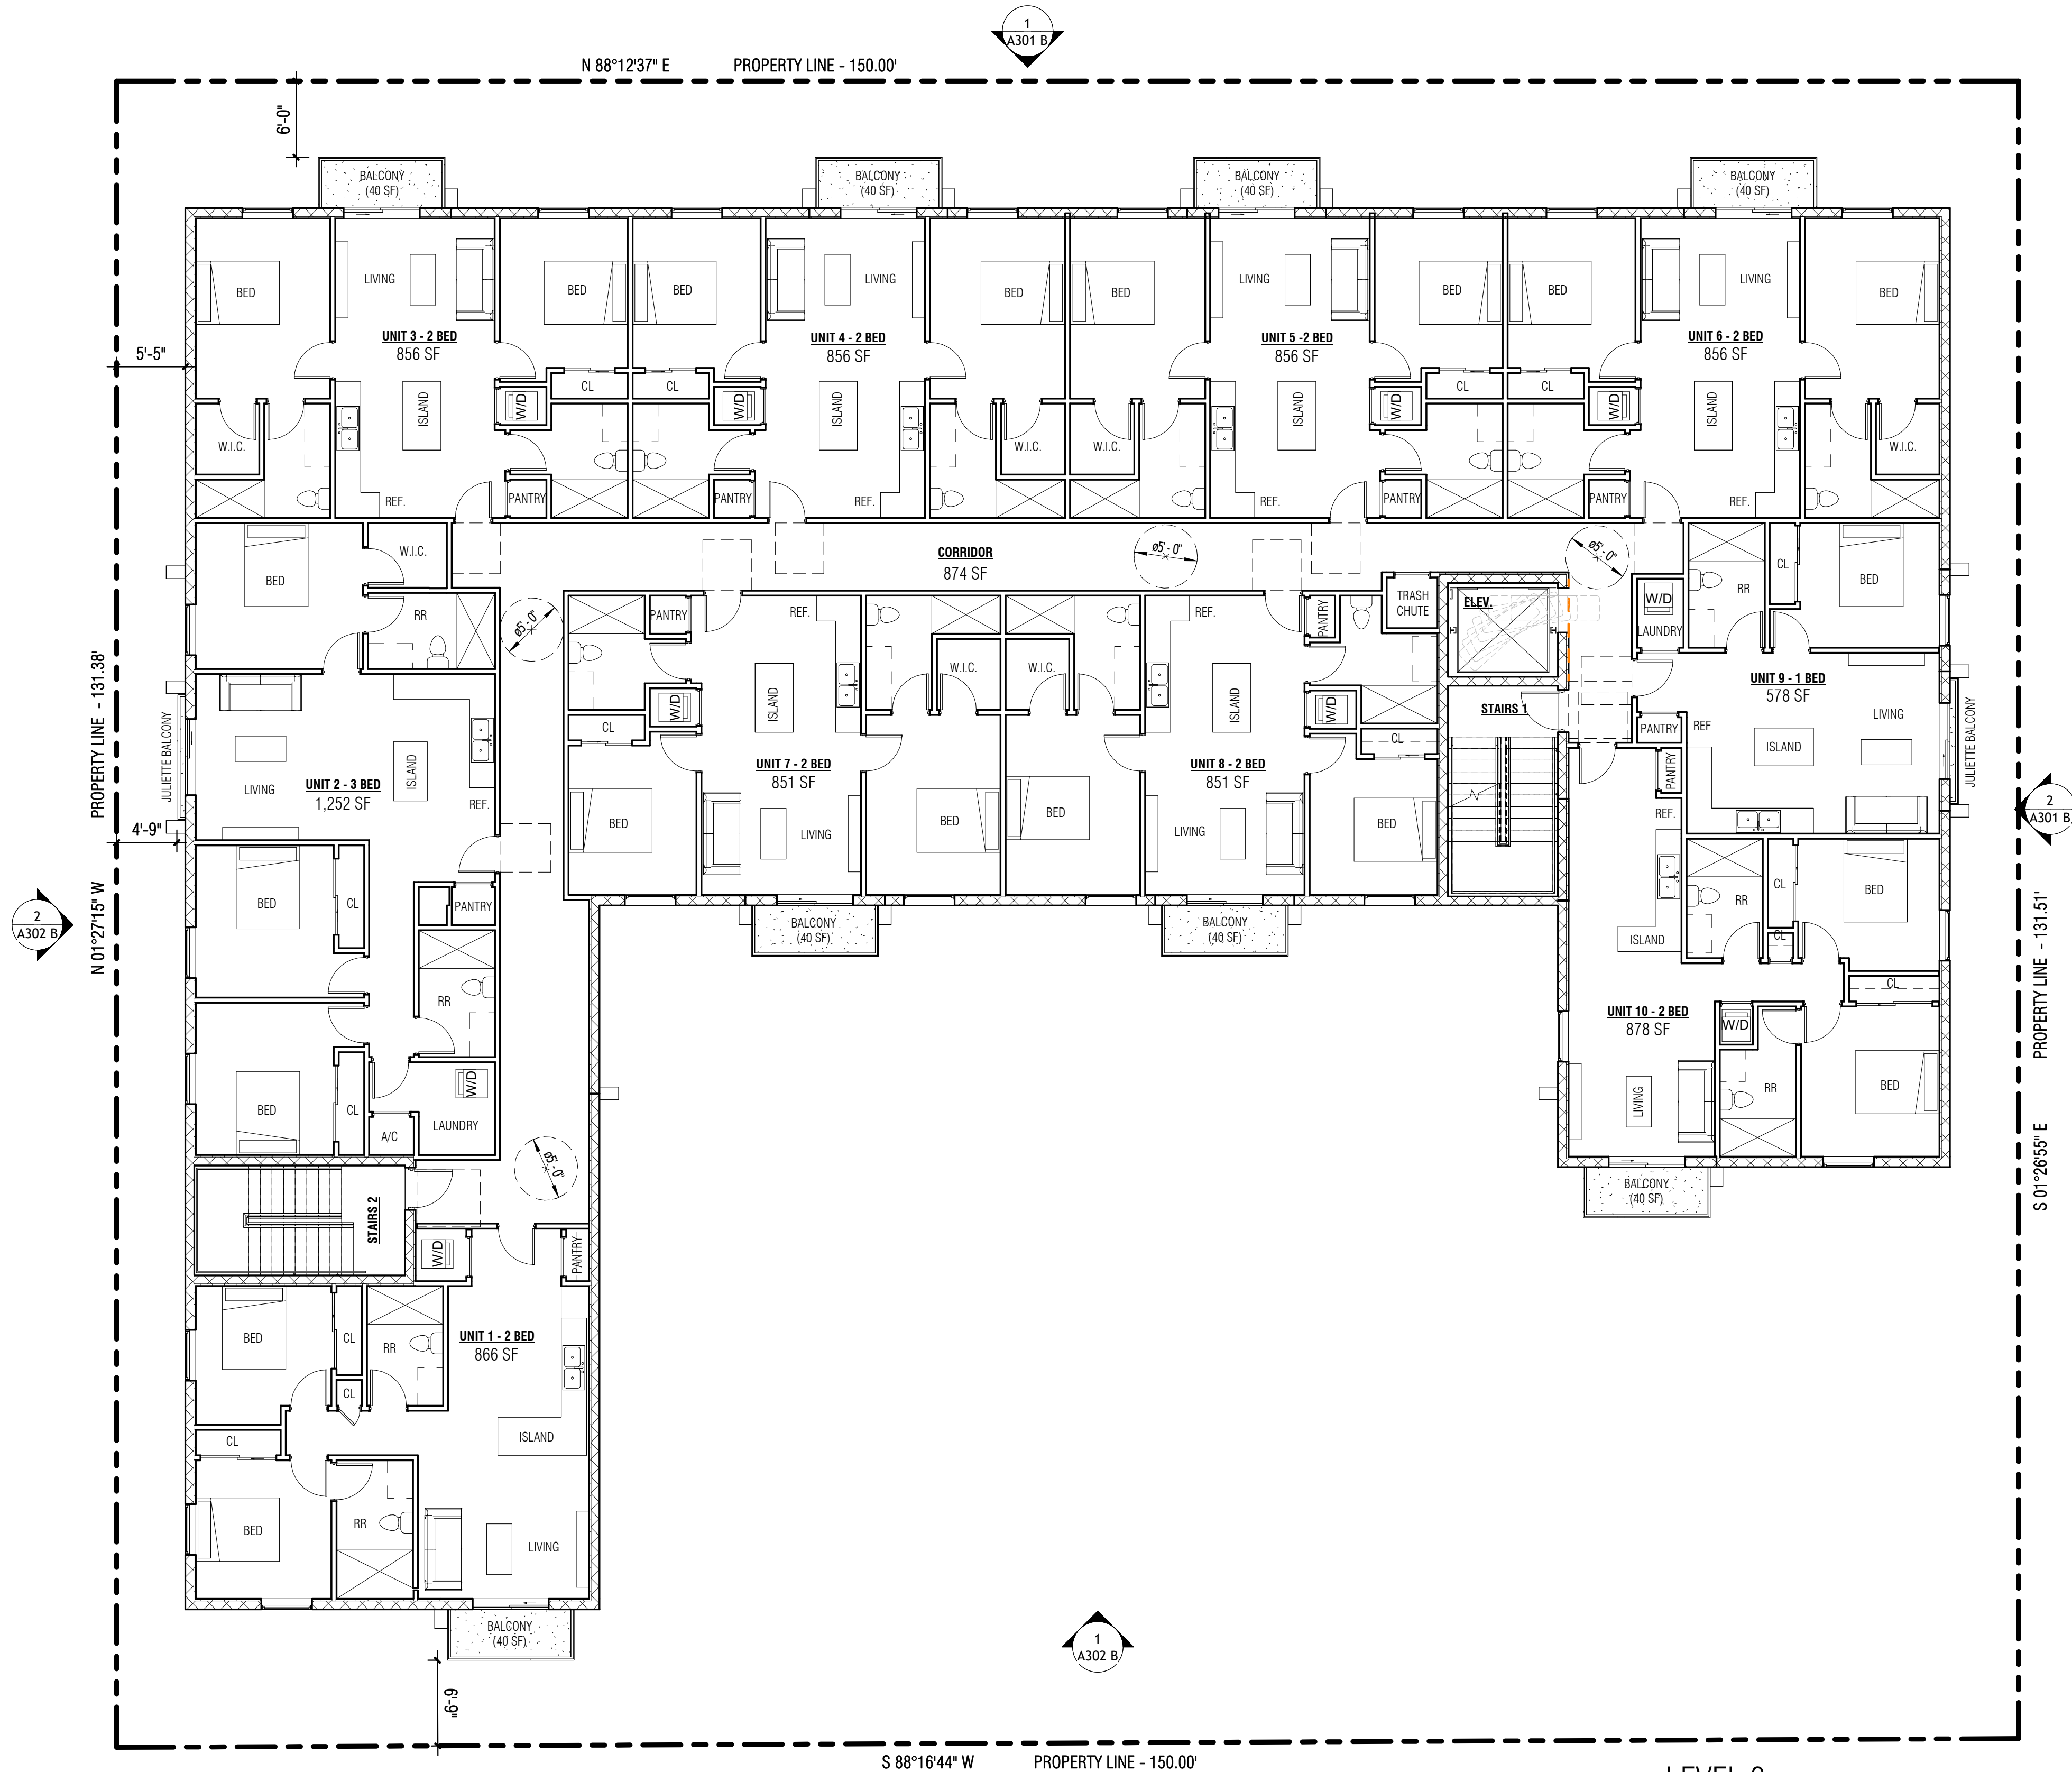 1
A301 B
N 88°12'37" E PROPERTY LINE - 150.00'
6'-0"
BALCONY
(40 SF)
BALCONY
(40 SF)
BALCONY
(40 SF)
BALCONY
(40 SF)
BED
LIVING
BED
BED
LIVING
BED
BED
LIVING
BED
BED
LIVING
BED
UNIT 3 - 2 BED
856 SF
UNIT 4 - 2 BED
856 SF
UNIT 5 -2 BED
856 SF
UNIT 6 - 2 BED
856 SF
5'-5"
CL
CL
CL
CL
ISLAND
W/D
W/D
ISLAND
ISLAND
W/D
W/D
ISLAND
W.I.C.
W.I.C.
W.I.C.
W.I.C.
REF.
PANTRY
PANTRY
REF.
REF.
PANTRY
PANTRY
REF.
BED
W.I.C.
CORRIDOR
874 SF
ø5'-0"
ø5'-0"
RR
CL
BED
RR
ø5'-0"
PANTRY
REF.
REF.
PANTRY
TRASH
CHUTE
ELEV.
W/D
LAUNDRY
W.I.C.
W.I.C.
PROPERTY LINE - 131.38'
N 01°27'15" W
JULIETTE BALCONY
4'-9"
LIVING
UNIT 2 - 3 BED
1,252 SF
ISLAND
REF.
CL
W/D
ISLAND
ISLAND
W/D
CL
STAIRS 1
UNIT 7 - 2 BED
851 SF
UNIT 8 - 2 BED
851 SF
BED
LIVING
BED
BED
LIVING
BED
UNIT 9 - 1 BED
578 SF
LIVING
PANTRY
REF
ISLAND
JULIETTE BALCONY
2
A301 B
PANTRY
REF.
BED
CL
PANTRY
BALCONY
(40 SF)
BALCONY
(40 SF)
2
A302 B
ISLAND
RR
CL
BED
CL
CL
RR
BED
CL
A/C
W/D
LAUNDRY
UNIT 10 - 2 BED
878 SF
W/D
LIVING
RR
BED
BALCONY
(40 SF)
PROPERTY LINE - 131.51'
S 01°26'55" E
ø5'-0"
STAIRS 2
W/D
PANTRY
BED
CL
RR
UNIT 1 - 2 BED
866 SF
CL
CL
ISLAND
BED
RR
LIVING
BALCONY
(40 SF)
1
A302 B
6'-9"
S 88°16'44" W PROPERTY LINE - 150.00'